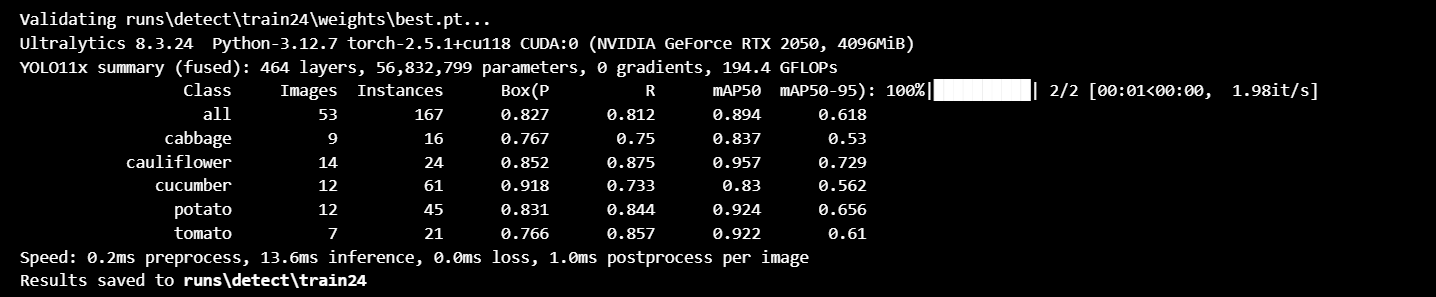 Validating runs\detect\train24\weights\best.pt...
Ultralytics 8.3.24  Python-3.12.7 torch-2.5.1+cu118 CUDA:0 (NVIDIA GeForce RTX 2050, 4096MiB)
YOLO11x summary (fused): 464 layers, 56,832,799 parameters, 0 gradients, 194.4 GFLOPs
Class Images Instances Box(P R mAP50 mAP50-95): 100%|██████████| 2/2 [00:01<00:00, 1.98it/s]
all 53 167 0.827 0.812 0.894 0.618
cabbage 9 16 0.767 0.75 0.837 0.53
cauliflower 14 24 0.852 0.875 0.957 0.729
cucumber 12 61 0.918 0.733 0.83 0.562
potato 12 45 0.831 0.844 0.924 0.656
tomato 7 21 0.766 0.857 0.922 0.61
Speed: 0.2ms preprocess, 13.6ms inference, 0.0ms loss, 1.0ms postprocess per image
Results saved to runs\detect\train24